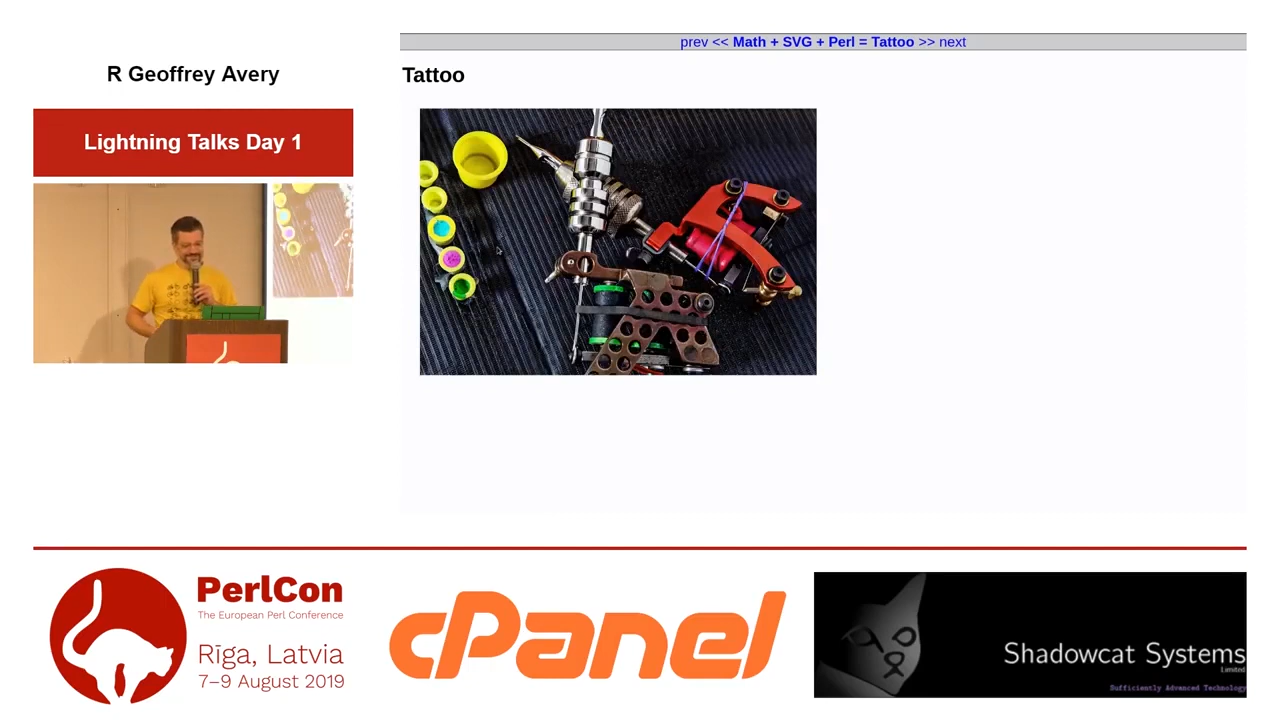 R Geoffrey Avery
Lightning Talks Day 1
prev << Math + SVG + Perl = Tattoo >> next
Tattoo
PerlCon
The European Perl Conference
Rīga, Latvia
7–9 August 2019
cPanel
Shadowcat Systems
Limited
Sufficiently Advanced Technology